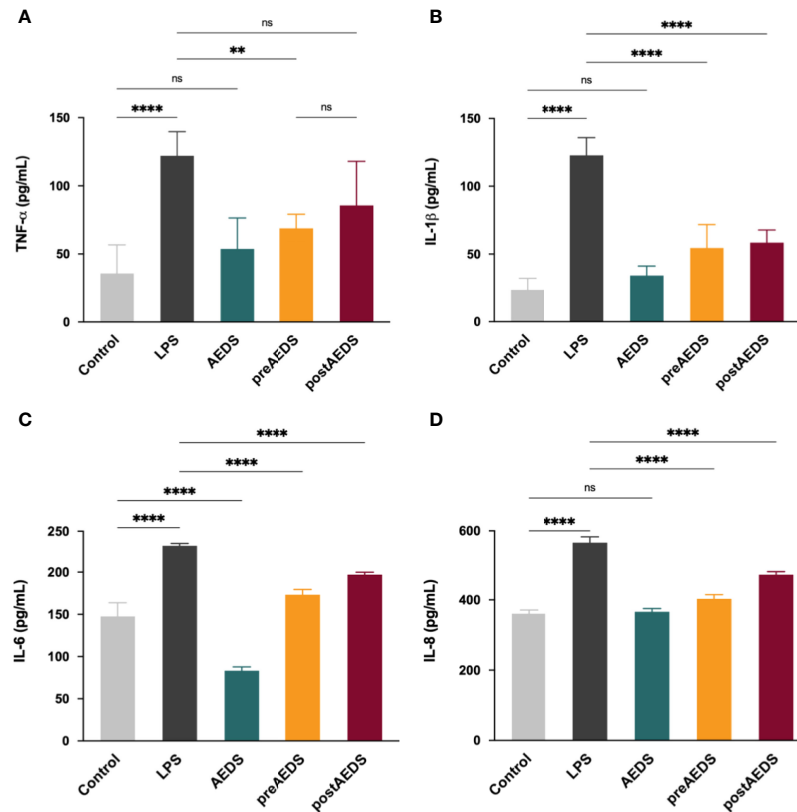 A
ns
**
ns
****
ns
150
100
50
0
TNF-α (pg/mL)
Control
LPS
AEDS
preAEDS
postAEDS
B
****
****
ns
****
150
100
50
0
IL-1β (pg/mL)
Control
LPS
AEDS
preAEDS
postAEDS
C
****
****
****
****
250
200
150
100
50
0
IL-6 (pg/mL)
Control
LPS
AEDS
preAEDS
postAEDS
D
****
****
ns
****
600
400
200
0
IL-8 (pg/mL)
Control
LPS
AEDS
preAEDS
postAEDS